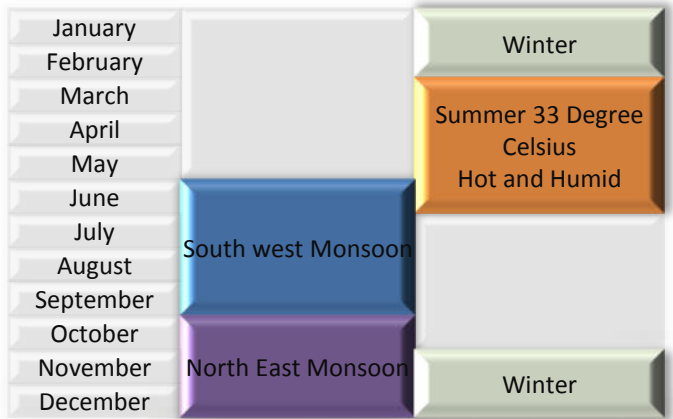 January
February
March
April
May
June
July
August
September
October
November
December
South west Monsoon
North East Monsoon
Winter
Summer 33 Degree
Celsius
Hot and Humid
Winter